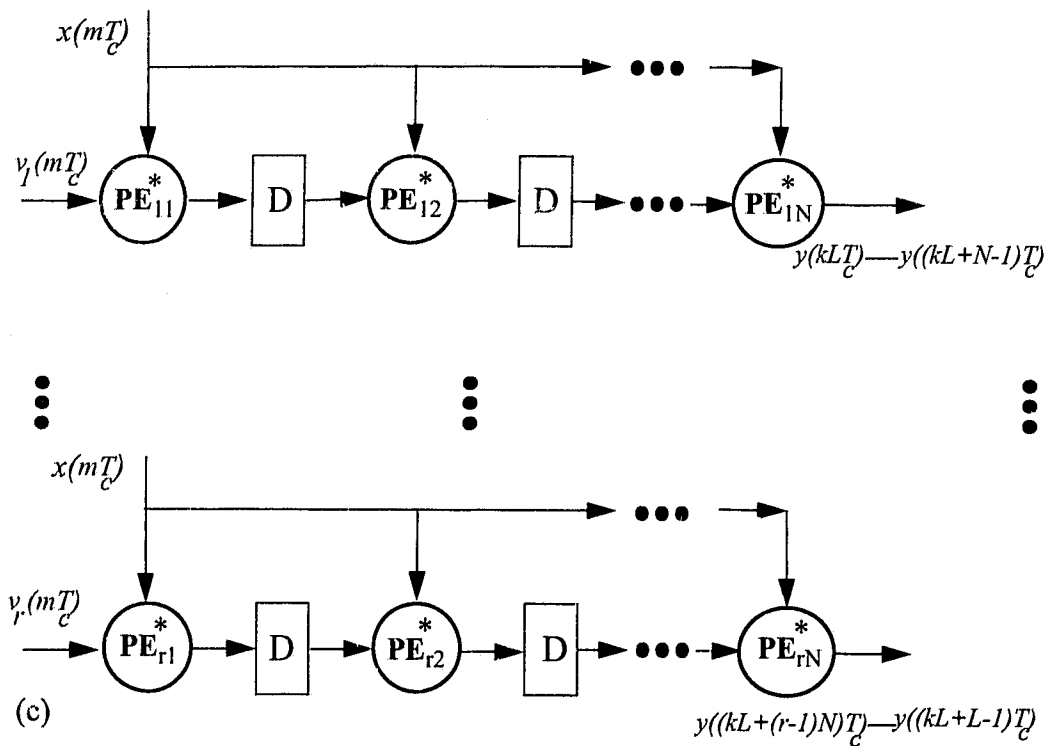 x(mT_c)
v_1(mT_c)
PE*_11
D
PE*_12
D
•••
PE*_1N
y(kLT_c)—y((kL+N-1)T_c)
x(mT_c)
•••
v_r(mT_c)
PE*_r1
D
PE*_r2
D
•••
PE*_rN
(c)
y((kL+(r-1)N)T_c)—y((kL+L-1)T_c)